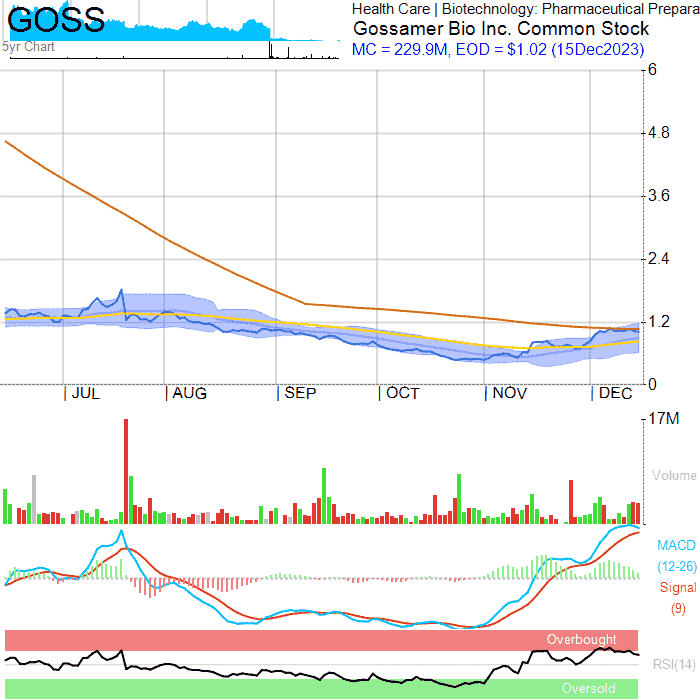 GOSS
5yr Chart
Health Care | Biotechnology: Pharmaceutical Prepara
Gossamer Bio Inc. Common Stock
MC = 229.9M, EOD = $1.02 (15Dec2023)
6
4.8
3.6
2.4
1.2
0
JUL AUG SEP OCT NOV DEC
17M
Volume
MACD
(12-26)
Signal
(9)
Overbought
RSI(14)
Oversold